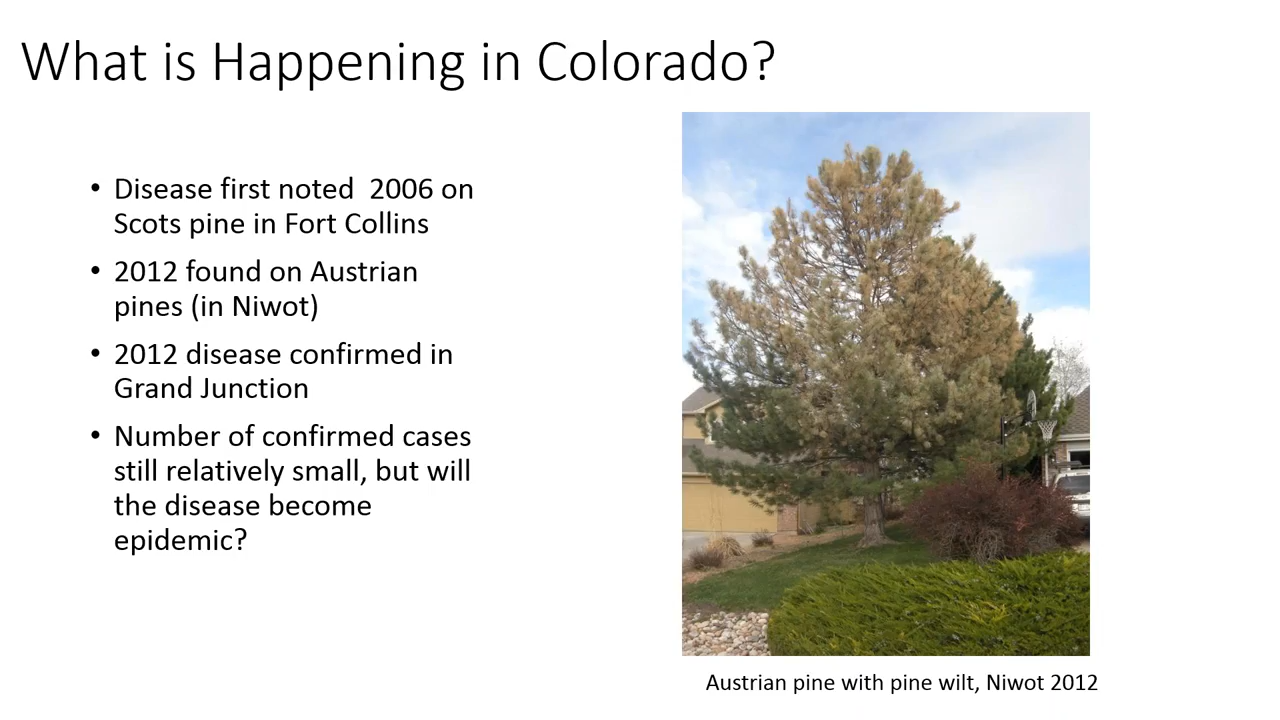 What is Happening in Colorado?
• Disease first noted  2006 on
Scots pine in Fort Collins
• 2012 found on Austrian
pines (in Niwot)
• 2012 disease confirmed in
Grand Junction
• Number of confirmed cases
still relatively small, but will
the disease become
epidemic?
Austrian pine with pine wilt, Niwot 2012